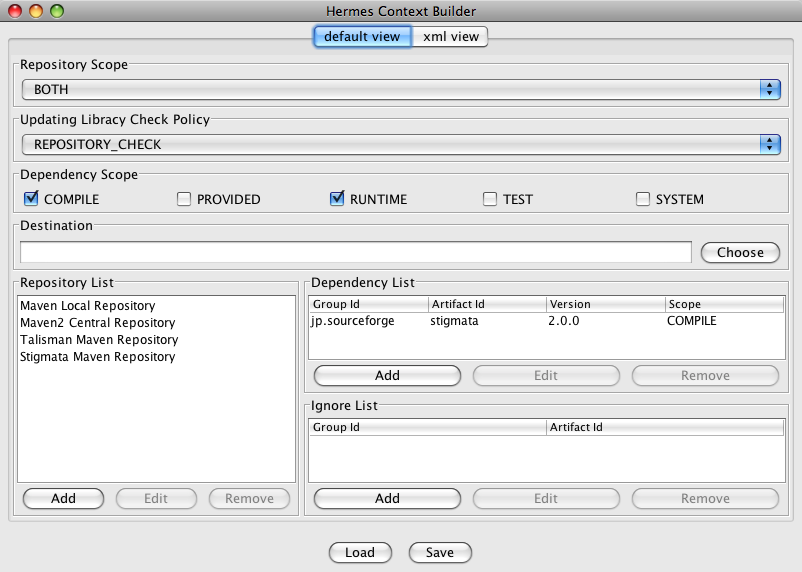 Hermes Context Builder
default view xml view
Repository Scope
BOTH
Updating Libracy Check Policy
REPOSITORY_CHECK
Dependency Scope
COMPILE PROVIDED RUNTIME TEST SYSTEM
Destination
Choose
Repository List
Maven Local Repository
Maven2 Central Repository
Talisman Maven Repository
Stigmata Maven Repository
Add Edit Remove
Dependency List
Group Id Artifact Id Version Scope
jp.sourceforge stigmata 2.0.0 COMPILE
Add Edit Remove
Ignore List
Group Id Artifact Id
Add Edit Remove
Load Save